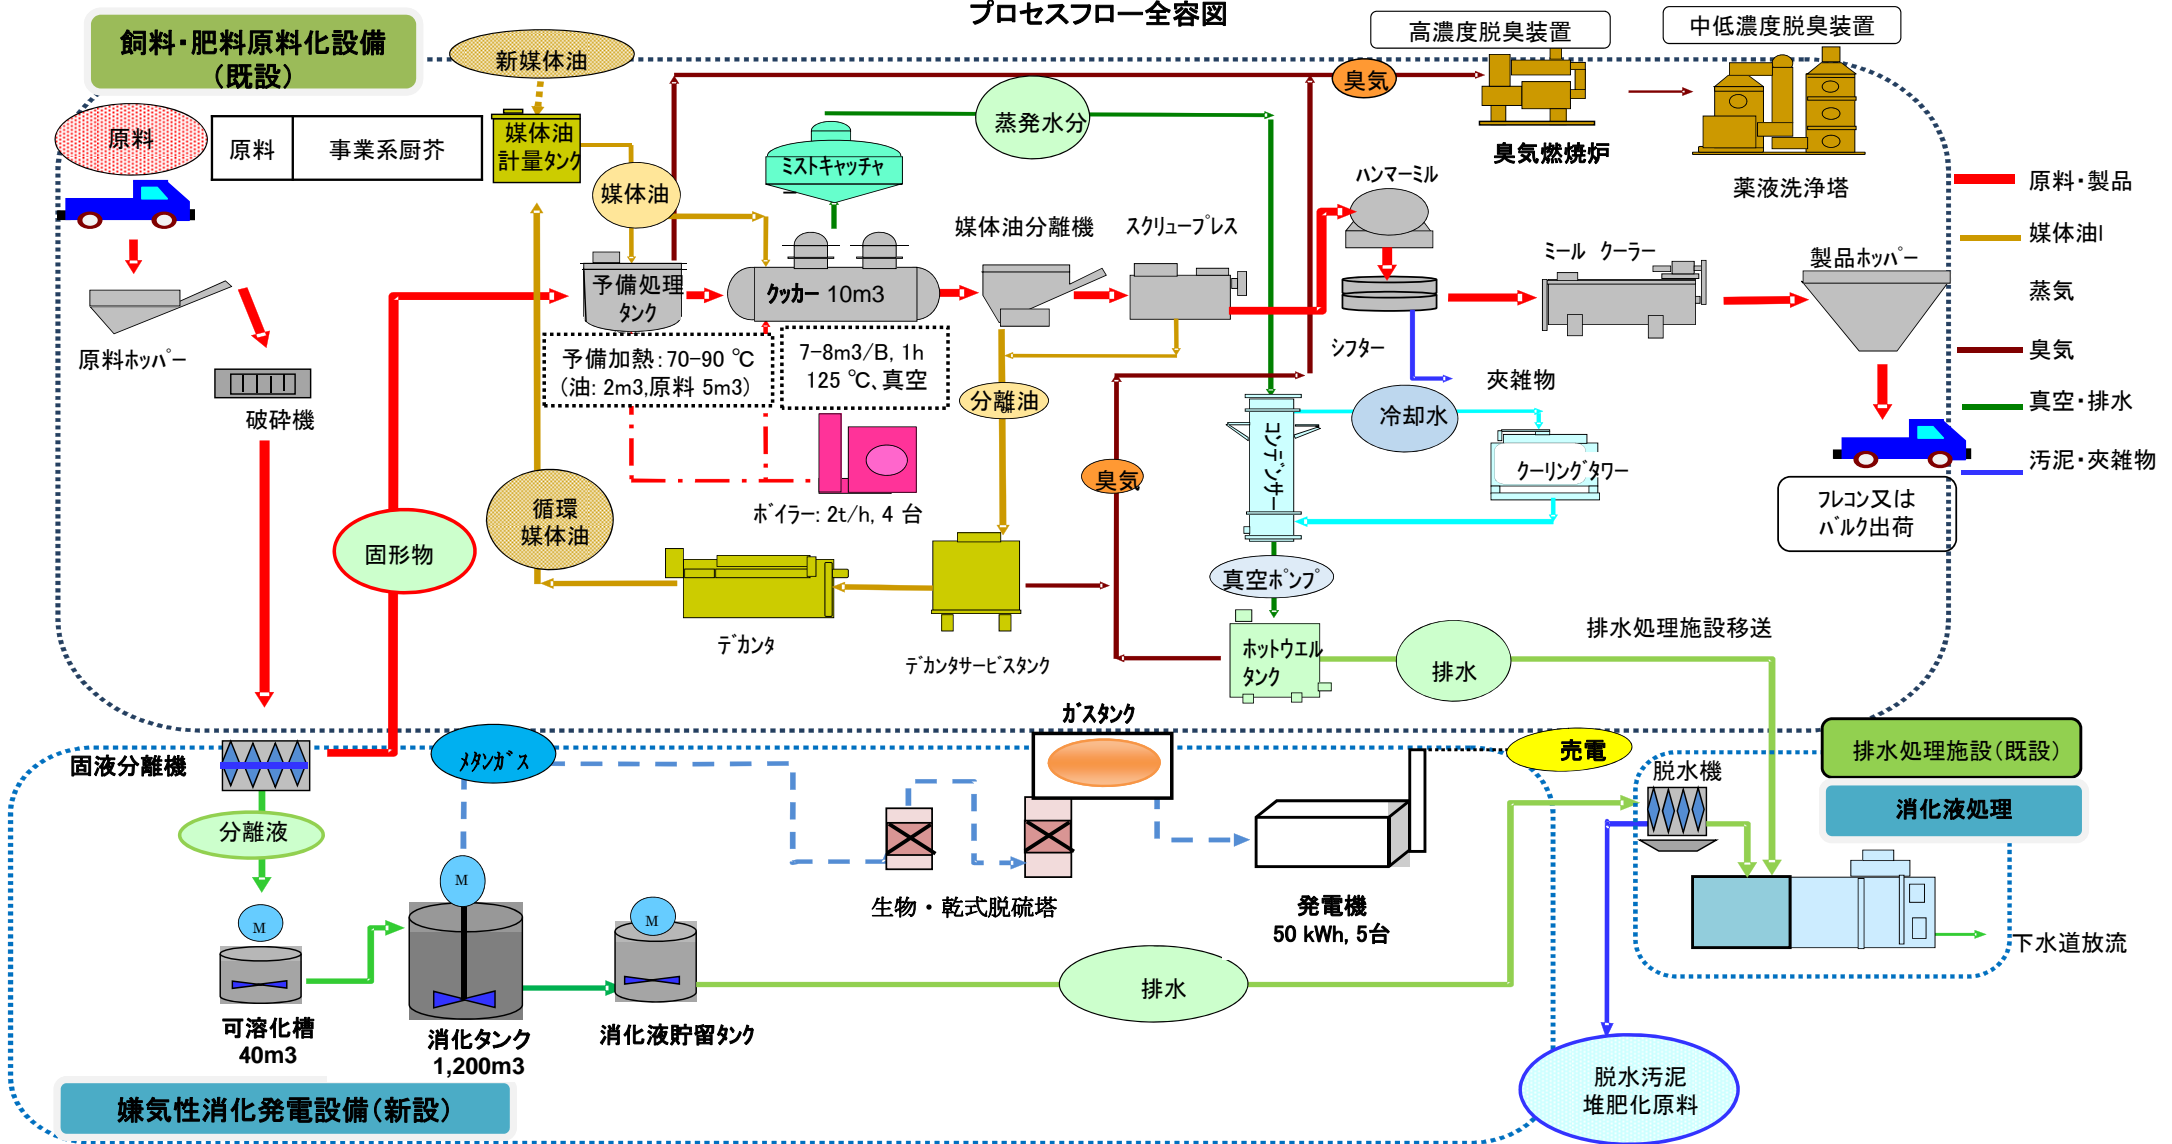 プロセスフロー全容図
飼料・肥料原料化設備
(既設)
新媒体油
高濃度脱臭装置
中低濃度脱臭装置
臭気
原料
原料
事業系厨芥
媒体油
計量タンク
蒸発水分
ミストキャッチャ
媒体油
臭気燃焼炉
薬液洗浄塔
ハンマーミル
媒体油分離機
スクリュープレス
ミール クーラー
製品ホッパー
原料・製品
媒体油l
蒸気
臭気
真空・排水
汚泥・夾雑物
予備処理
タンク
クッカー 10m3
原料ホッパー
破砕機
予備加熱：70-90 ℃
(油: 2m3,原料 5m3)
7-8m3/B, 1h
125 ℃、真空
分離油
シフター
夾雑物
冷却水
コンデンサー
クーリングタワー
臭気
ボイラー: 2t/h, 4 台
循環
媒体油
固形物
フレコン又は
バルク出荷
真空ポンプ
デカンタ
デカンタサービスタンク
ホットウエル
タンク
排水
排水処理施設移送
ガスタンク
固液分離機
メタンガス
売電
排水処理施設(既設)
脱水機
消化液処理
分離液
M
M
M
生物・乾式脱硫塔
発電機
50 kWh, 5台
下水道放流
可溶化槽
40m3
消化タンク
1,200m3
消化液貯留タンク
排水
脱水汚泥
堆肥化原料
嫌気性消化発電設備(新設)